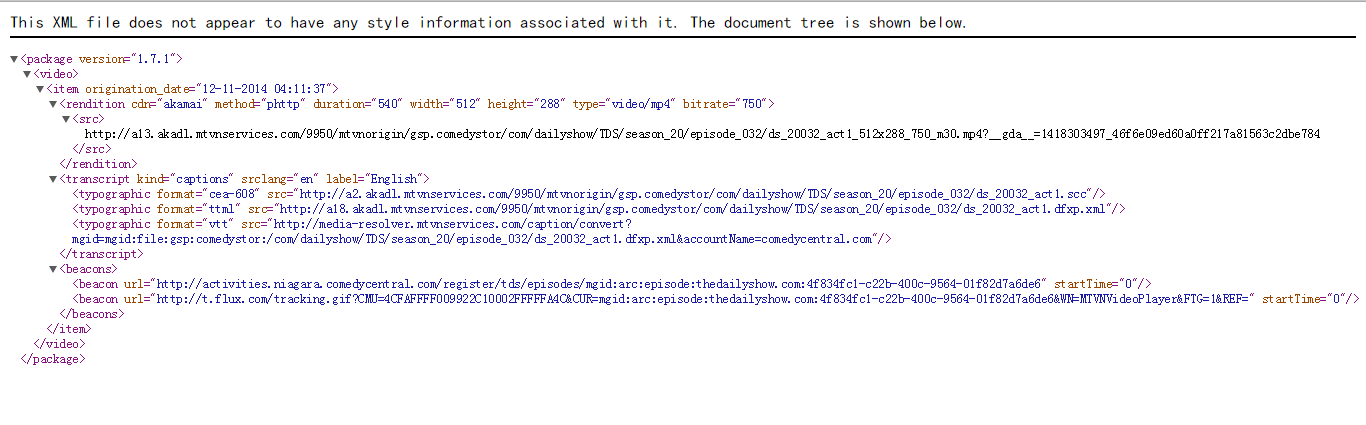 This XML file does not appear to have any style information associated with it. The document tree is shown below.
▼<package version="1.7.1">
▼<video>
▼<item origination_date="12-11-2014 04:11:37">
▼<rendition cdn="akamai" method="phttp" duration="540" width="512" height="288" type="video/mp4" bitrate="750">
▼<src>
http://a13.akadl.mtvnservices.com/9950/mtvnorigin/gsp.comedystor/com/dailyshow/TDS/season_20/episode_032/ds_20032_act1_512x288_750_m30.mp4?__gda__=1418303497_46f6e09ed60a0ff217a81563c2dbe784
</src>
</rendition>
▼<transcript kind="captions" srclang="en" label="English">
<typographic format="cea-608" src="http://a2.akadl.mtvnservices.com/9950/mtvnorigin/gsp.comedystor/com/dailyshow/TDS/season_20/episode_032/ds_20032_act1.scc"/>
<typographic format="ttml" src="http://a18.akadl.mtvnservices.com/9950/mtvnorigin/gsp.comedystor/com/dailyshow/TDS/season_20/episode_032/ds_20032_act1.dfxp.xml"/>
<typographic format="vtt" src="http://media-resolver.mtvnservices.com/caption/convert?
mgid=mgid:file:gsp:comedystor:/com/dailyshow/TDS/season_20/episode_032/ds_20032_act1.dfxp.xml&accountName=comedycentral.com"/>
</transcript>
▼<beacons>
<beacon url="http://activities.niagara.comedycentral.com/register/tds/episodes/mgid:arc:episode:thedailyshow.com:4f834fc1-c22b-400c-9564-01f82d7a6de6" startTime="0"/>
<beacon url="http://t.flux.com/tracking.gif?CMU=4CFAFFFF009922C10002FFFFFA4C&CUR=mgid:arc:episode:thedailyshow.com:4f834fc1-c22b-400c-9564-01f82d7a6de6&WN=MTVNVideoPlayer&FTG=1&REF=" startTime="0"/>
</beacons>
</item>
</video>
</package>